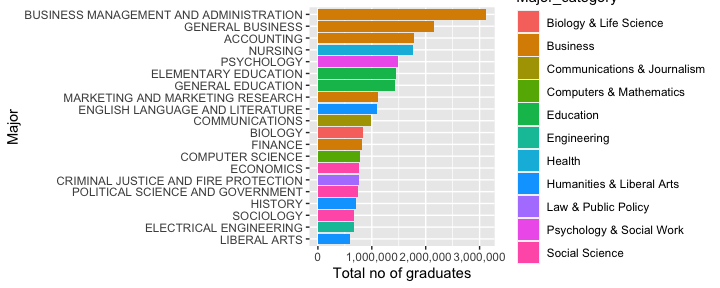 Major_category
BUSINESS MANAGEMENT AND ADMINISTRATION
GENERAL BUSINESS
ACCOUNTING
NURSING
PSYCHOLOGY
ELEMENTARY EDUCATION
GENERAL EDUCATION
MARKETING AND MARKETING RESEARCH
ENGLISH LANGUAGE AND LITERATURE
COMMUNICATIONS
BIOLOGY
FINANCE
COMPUTER SCIENCE
ECONOMICS
CRIMINAL JUSTICE AND FIRE PROTECTION
POLITICAL SCIENCE AND GOVERNMENT
HISTORY
SOCIOLOGY
ELECTRICAL ENGINEERING
LIBERAL ARTS
Major
0 1,000,000 2,000,000 3,000,000
Total no of graduates
Biology & Life Science
Business
Communications & Journalism
Computers & Mathematics
Education
Engineering
Health
Humanities & Liberal Arts
Law & Public Policy
Psychology & Social Work
Social Science